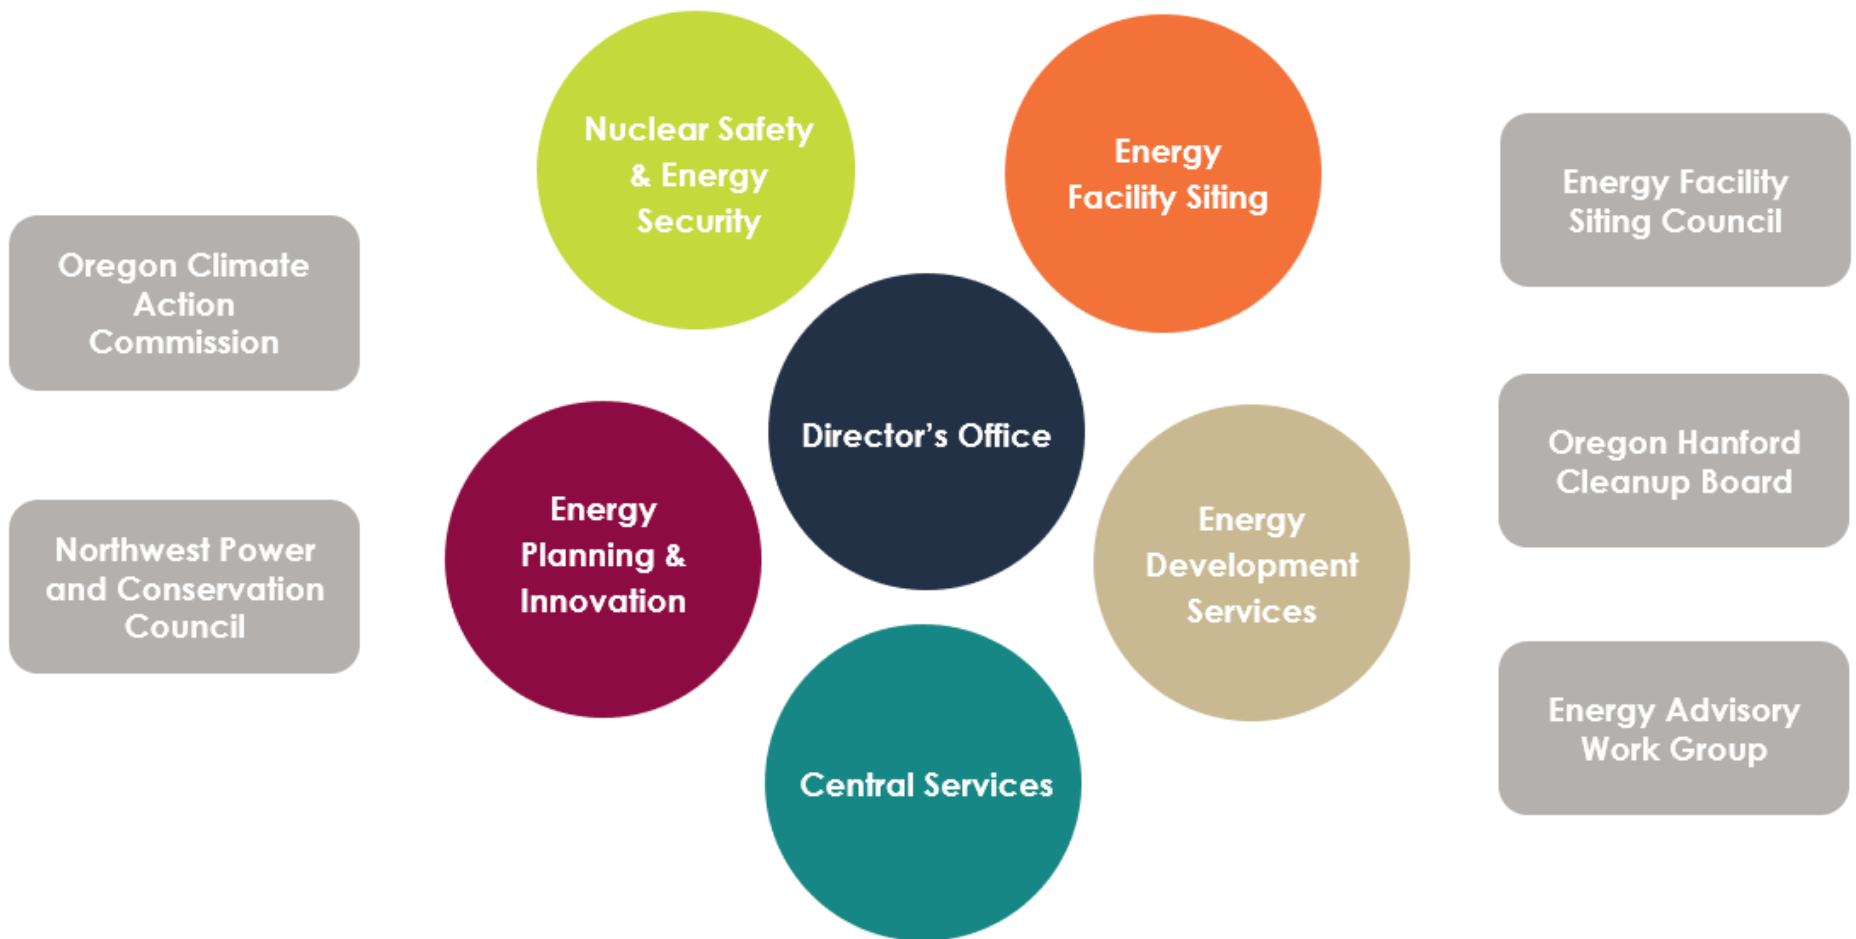 Nuclear Safety
& Energy
Security
Energy
Facility Siting
Energy Facility
Siting Council
Oregon Climate
Action
Commission
Director's Office
Oregon Hanford
Cleanup Board
Northwest Power
and Conservation
Council
Energy
Planning &
Innovation
Energy
Development
Services
Energy Advisory
Work Group
Central Services